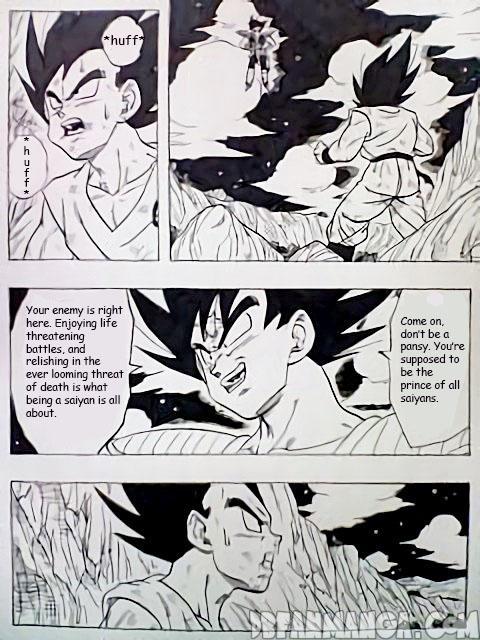 *huff*
*
h
u
f
f
*
Your enemy is right
here. Enjoying life
threatening
battles, and
relishing in the
ever looming threat
of death is what
being a saiyan is all
about.
Come on,
don't be a
pansy. You're
supposed to
be the
prince of all
saiyans.
DBFANMANGA.COM